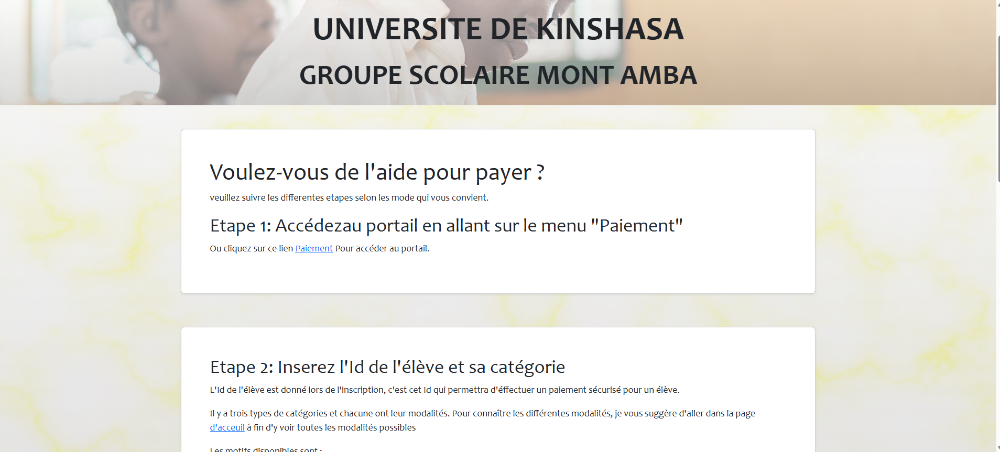 UNIVERSITE DE KINSHASA
GROUPE SCOLAIRE MONT AMBA
Voulez-vous de l'aide pour payer ?
veuillez suivre les differentes etapes selon les mode qui vous convient.
Etape 1: Accédezau portail en allant sur le menu "Paiement"
Ou cliquez sur ce lien Paiement Pour accéder au portail.
Etape 2: Inserez l'Id de l'élève et sa catégorie
L'Id de l'élève est donné lors de l'inscription, c'est cet Id qui permettra d'éffectuer un paiement sécurisé pour un élève.
Il y a trois types de catégories et chacune ont leur modalités. Pour connaître les différentes modalités, je vous suggère d'aller dans la page
d'acceuil à fin d'y voir toutes les modalités possibles
Les motifs disponibles sont :